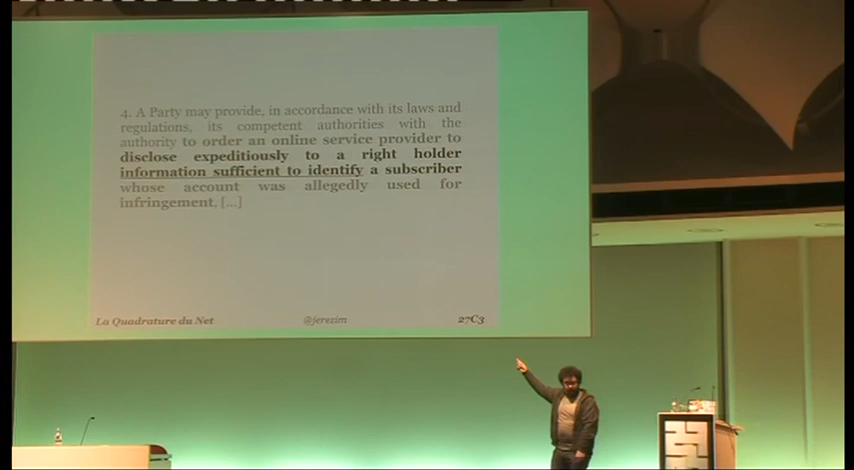 4. A Party may provide, in accordance with its laws and
regulations, its competent authorities with the
authority to order an online service provider to
disclose expeditiously to a right holder
information sufficient to identify a subscriber
whose account was allegedly used for
infringement. [...]
La Quadrature du Net
@jerezim
27C3